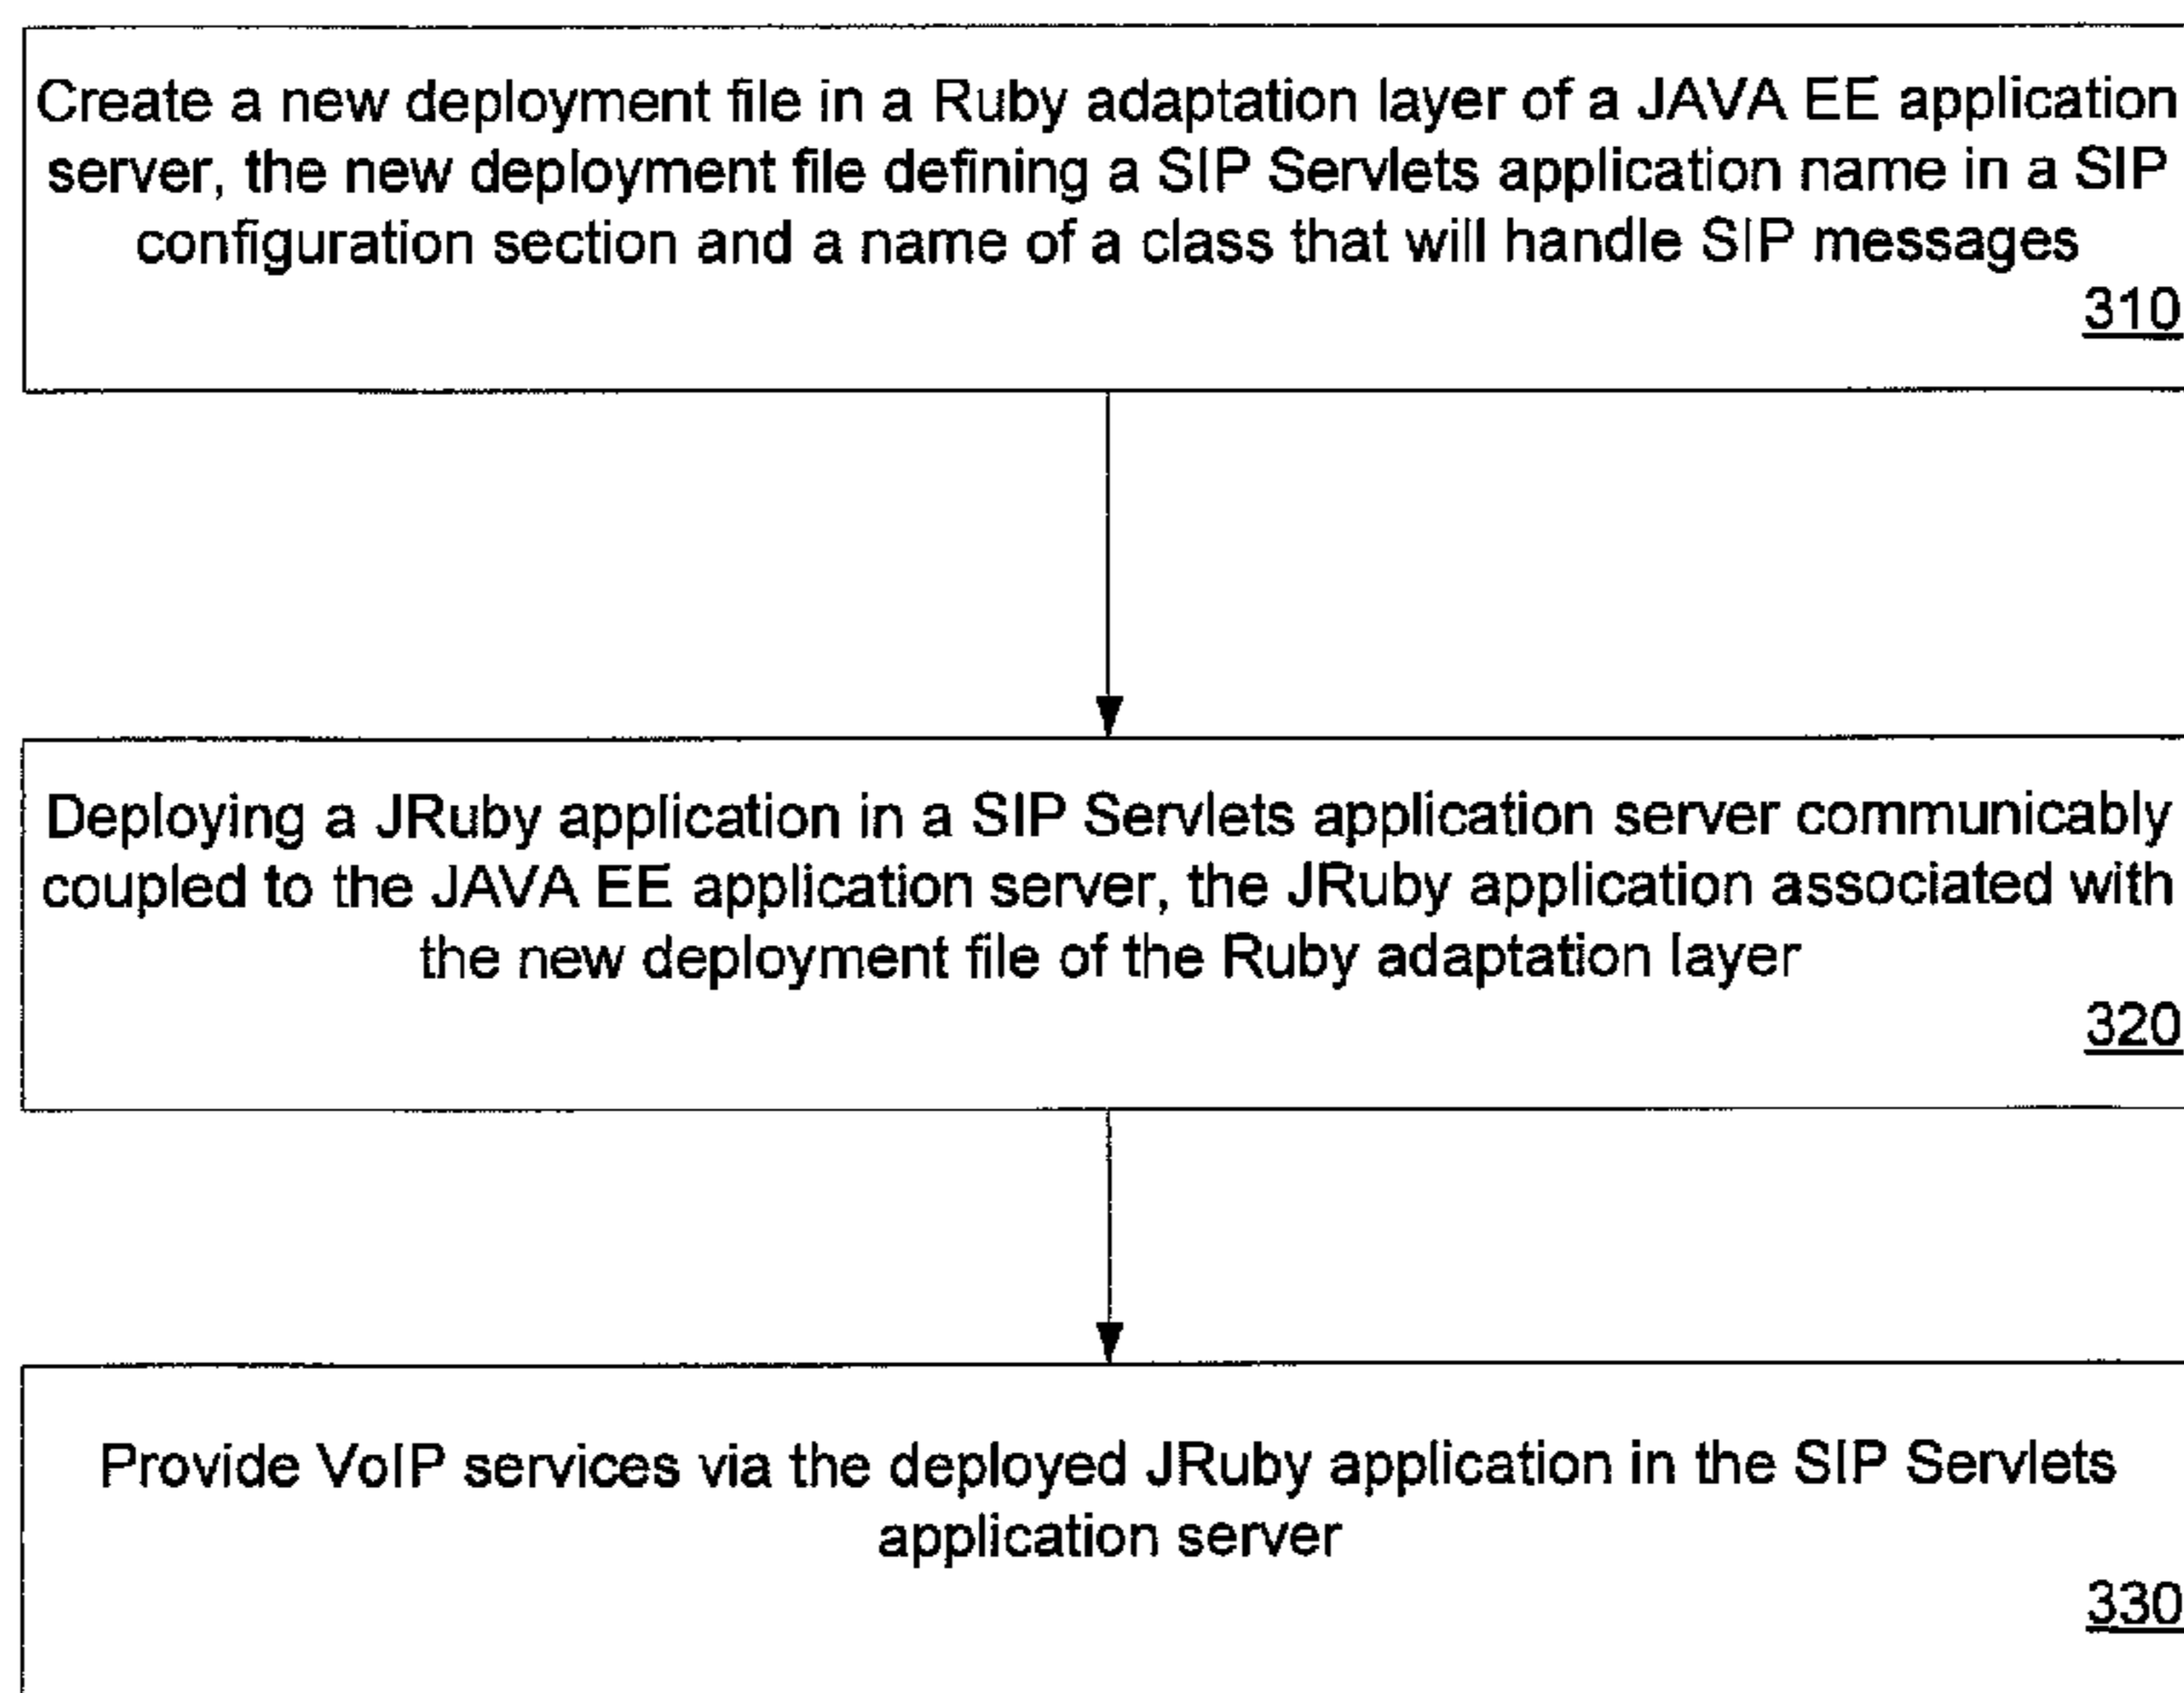 Create a new deployment file in a Ruby adaptation layer of a JAVA EE application
server, the new deployment file defining a SIP Servlets application name in a SIP
configuration section and a name of a class that will handle SIP messages
310
Deploying a JRuby application in a SIP Servlets application server communicably
coupled to the JAVA EE application server, the JRuby application associated with
the new deployment file of the Ruby adaptation layer
320
Provide VoIP services via the deployed JRuby application in the SIP Servlets
application server
330